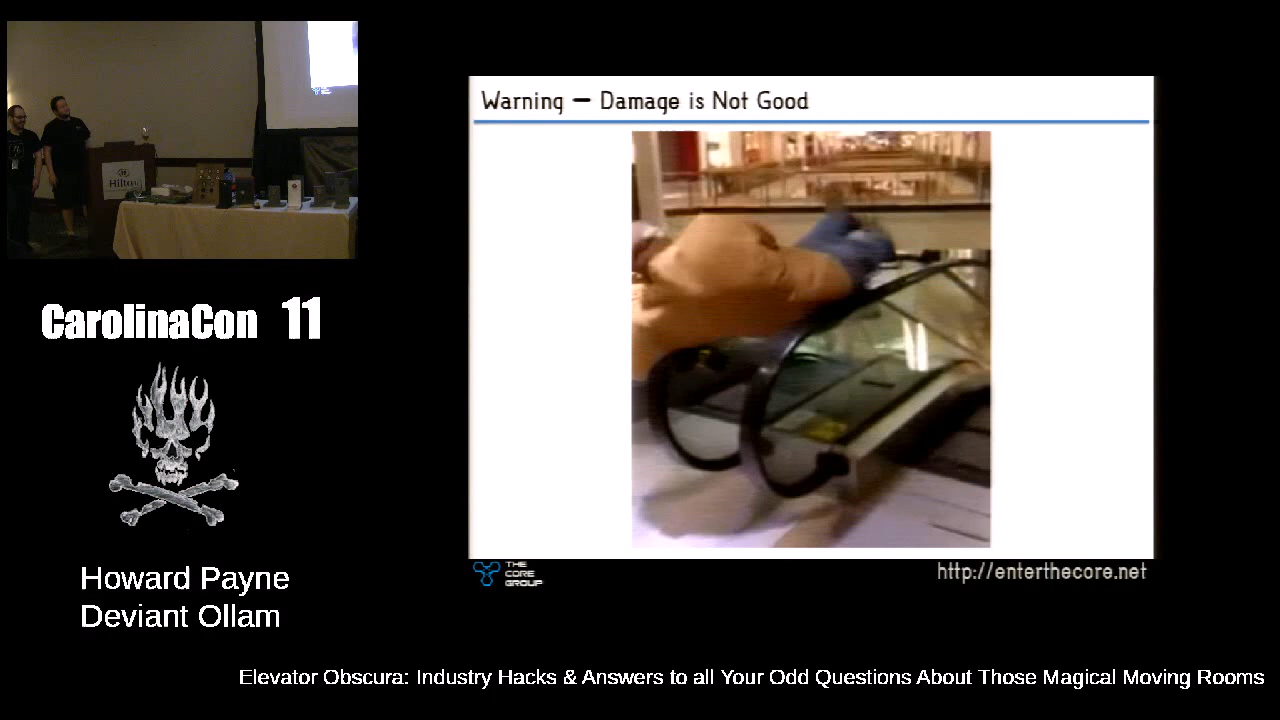 Warning – Damage is Not Good
Hilton
CarolinaCon 11
Howard Payne
Deviant Ollam
THE
CORE
GROUP
http://enterthecore.net
Elevator Obscura: Industry Hacks & Answers to all Your Odd Questions About Those Magical Moving Rooms